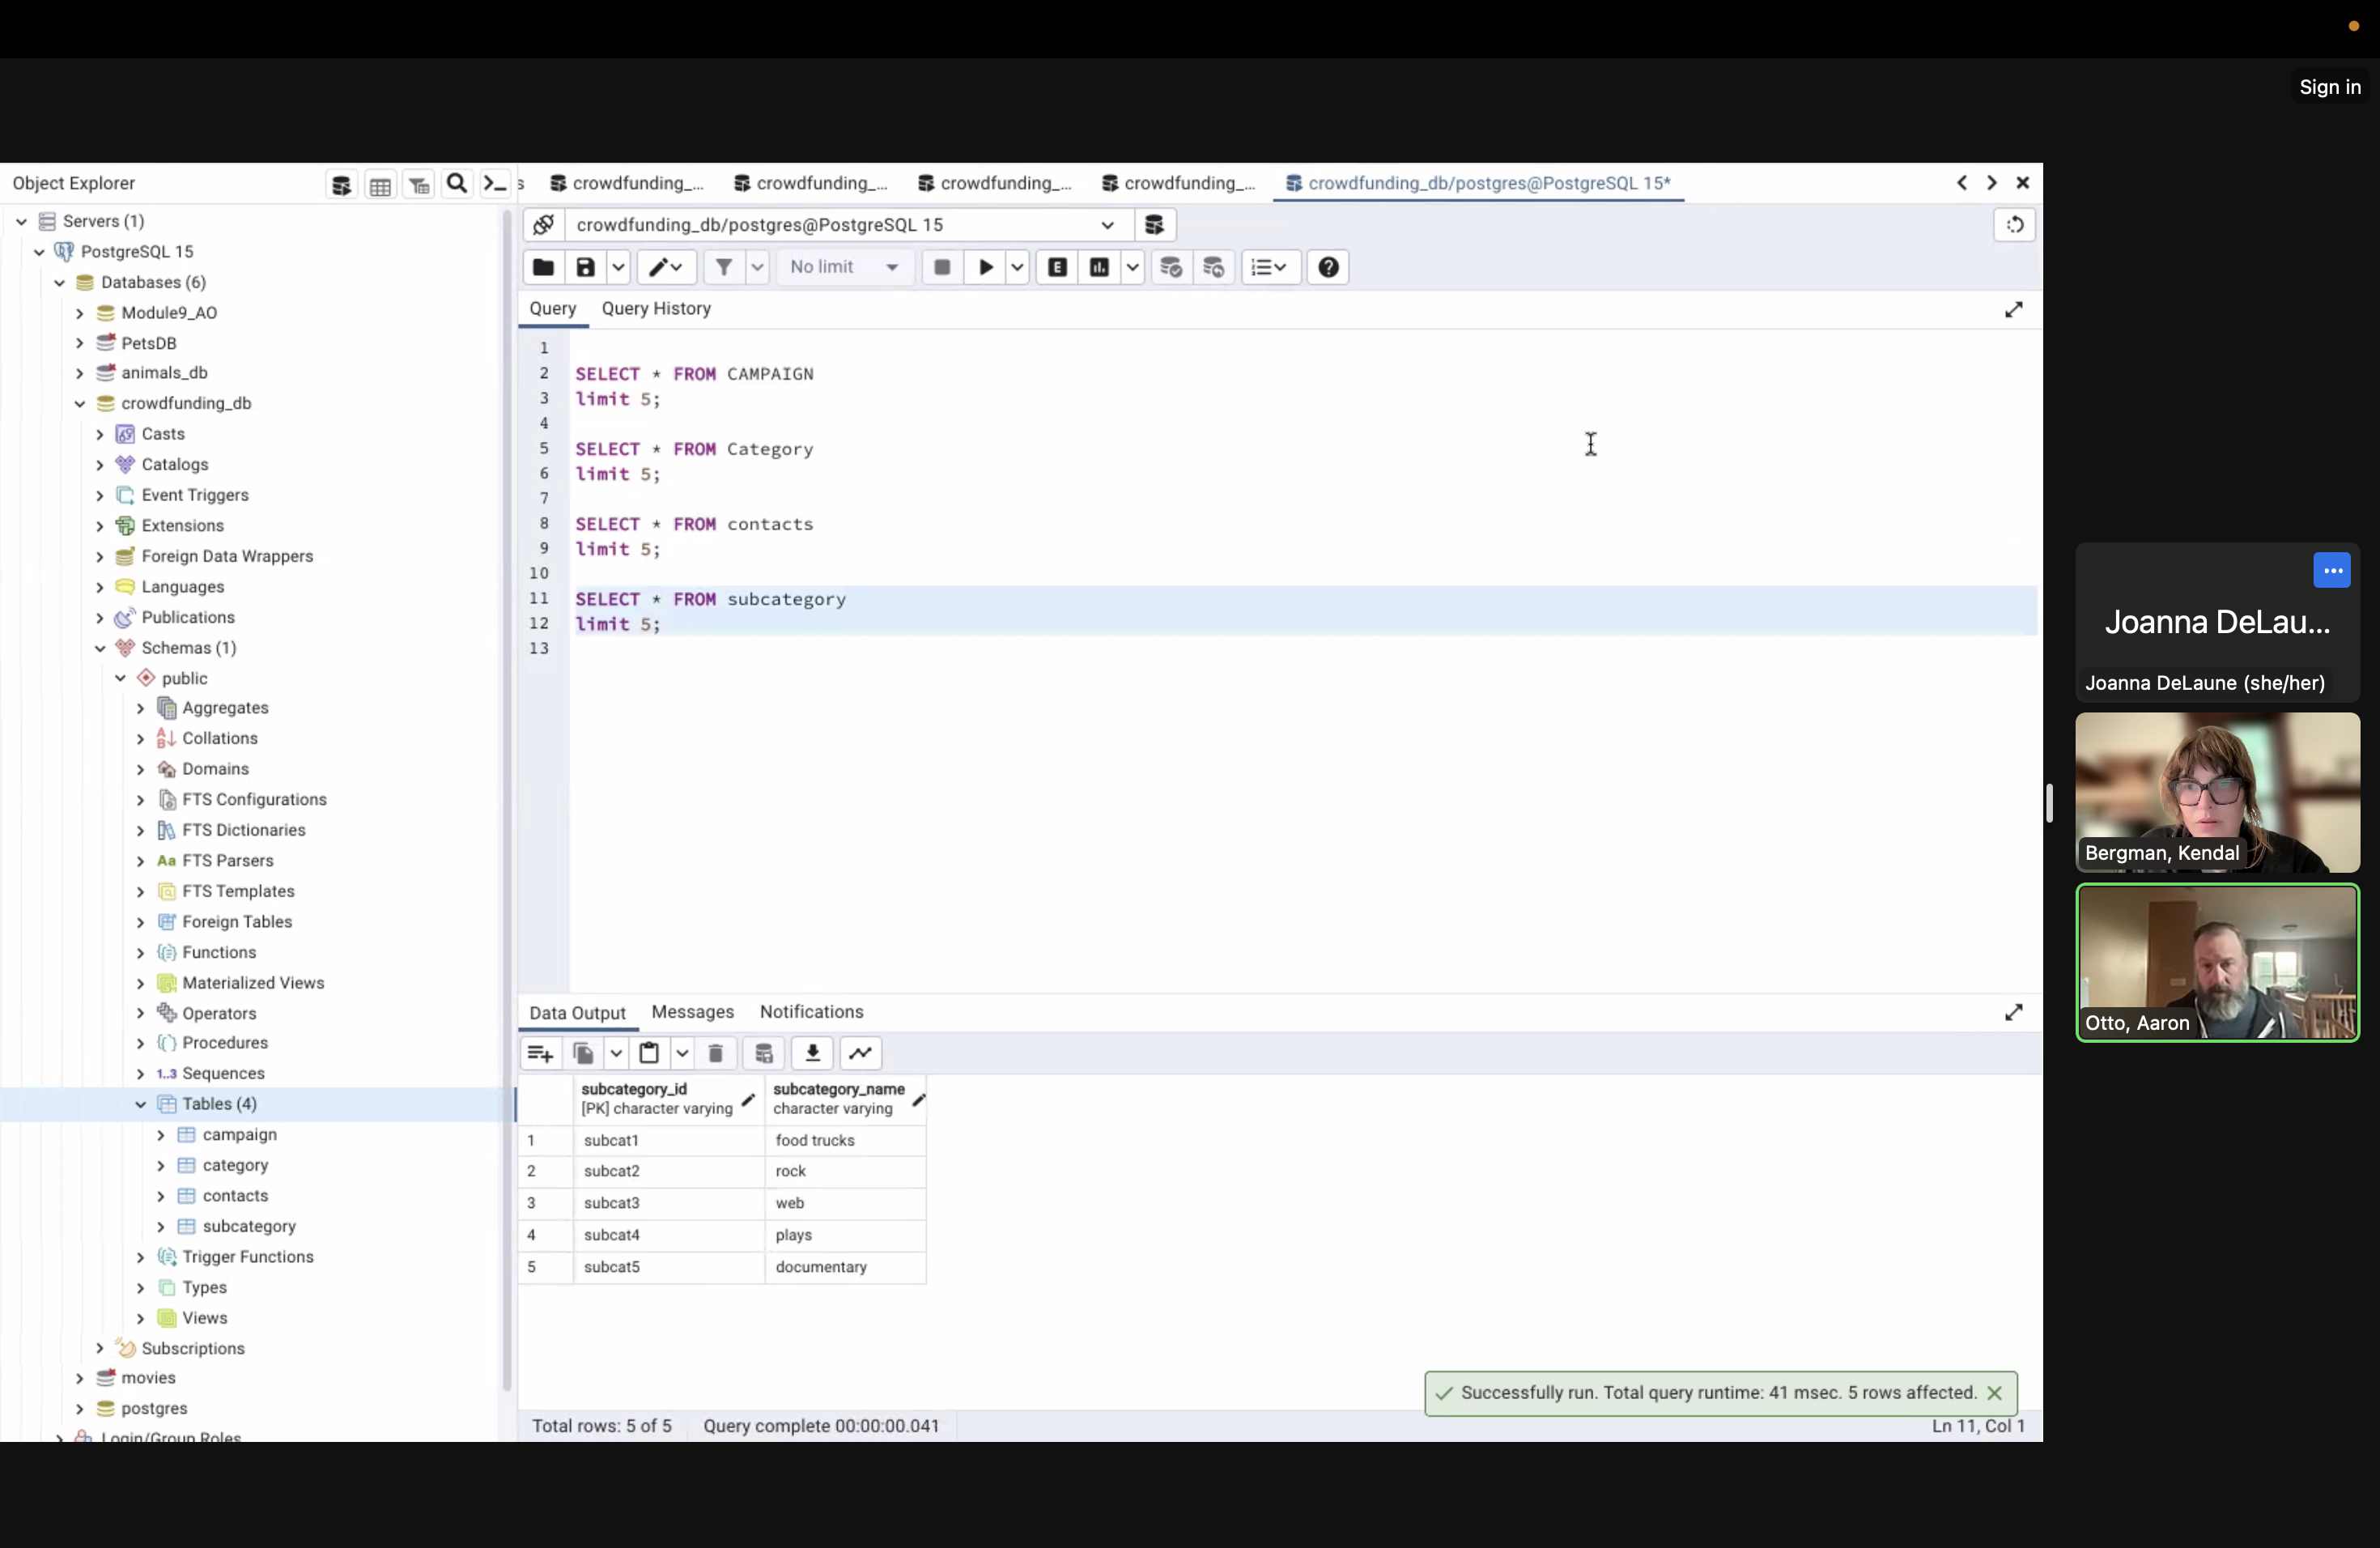 Sign in
Object Explorer
s
crowdfunding_...
crowdfunding_...
crowdfunding_...
crowdfunding_...
crowdfunding_db/postgres@PostgreSQL 15*
Servers (1)
PostgreSQL 15
Databases (6)
Module9_AO
PetsDB
animals_db
crowdfunding_db
Casts
Catalogs
Event Triggers
Extensions
Foreign Data Wrappers
Languages
Publications
Schemas (1)
public
Aggregates
Collations
Domains
FTS Configurations
FTS Dictionaries
Aa FTS Parsers
FTS Templates
Foreign Tables
Functions
Materialized Views
Operators
Procedures
1..3 Sequences
Tables (4)
campaign
category
contacts
subcategory
Trigger Functions
Types
Views
Subscriptions
movies
postgres
Login/Group Roles
crowdfunding_db/postgres@PostgreSQL 15
No limit
E
Query
Query History
1
2 SELECT * FROM CAMPAIGN
3 limit 5;
4
5 SELECT * FROM Category
6 limit 5;
7
8 SELECT * FROM contacts
9 limit 5;
10
11 SELECT * FROM subcategory
12 limit 5;
13
Data Output
Messages
Notifications
subcategory_id subcategory_name
[PK] character varying character varying
1 subcat1 food trucks
2 subcat2 rock
3 subcat3 web
4 subcat4 plays
5 subcat5 documentary
Successfully run. Total query runtime: 41 msec. 5 rows affected.
Total rows: 5 of 5
Query complete 00:00:00.041
Ln 11, Col 1
Joanna DeLau...
Joanna DeLaune (she/her)
Bergman, Kendal
Otto, Aaron